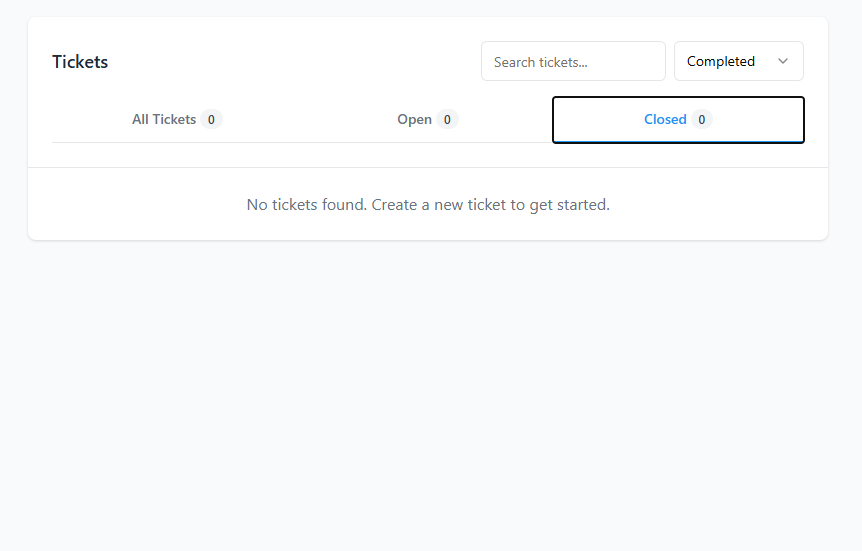 Tickets
Search tickets...
Completed
All Tickets 0
Open 0
Closed 0
No tickets found. Create a new ticket to get started.